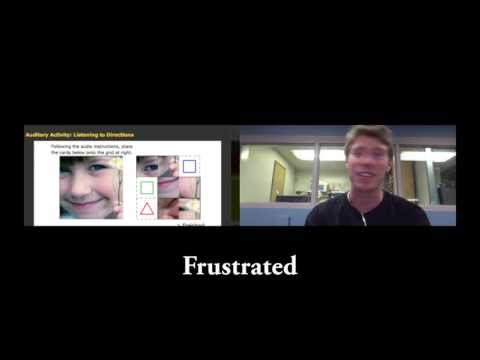 Auditory Activity: Listening to Directions
Following the audio instructions, place
the cards below onto the grid at right.
Frustrated